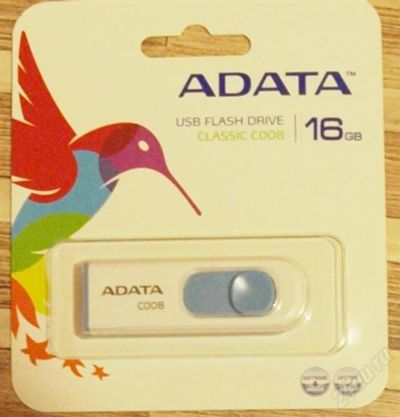 ADATA™
USB FLASH DRIVE
CLASSIC C008
16GB
ADATA
C008